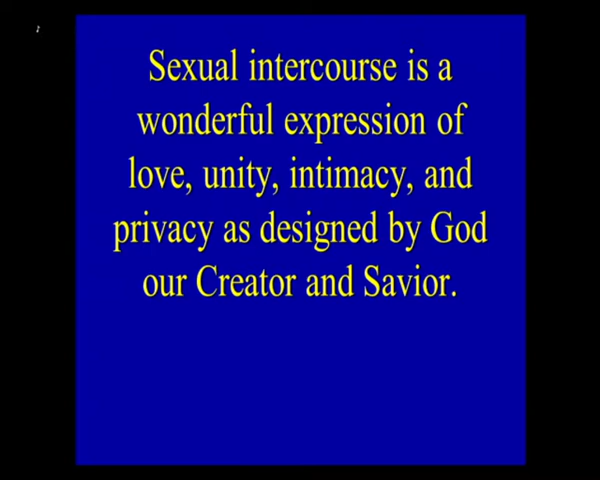 Sexual intercourse is a
wonderful expression of
love, unity, intimacy, and
privacy as designed by God
our Creator and Savior.